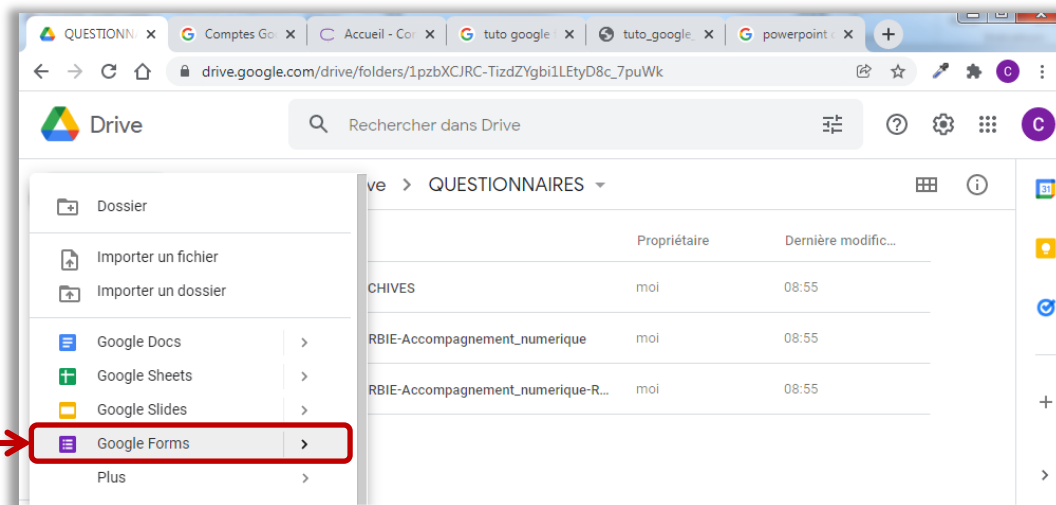 QUESTIONN
Comptes Go
Accueil - Co
tuto google
tuto_google_
powerpoint
drive.google.com/drive/folders/1pzbXCJRC-TizdZYgbi1LEtyD8c_7puWk
C
Drive
Rechercher dans Drive
C
ve > QUESTIONNAIRES
Dossier
Propriétaire
Dernière modific...
Importer un fichier
Importer un dossier
CHIVES
moi
08:55
Google Docs
RBIE-Accompagnement_numerique
moi
08:55
Google Sheets
RBIE-Accompagnement_numerique-R...
moi
08:55
Google Slides
Google Forms
Plus
31